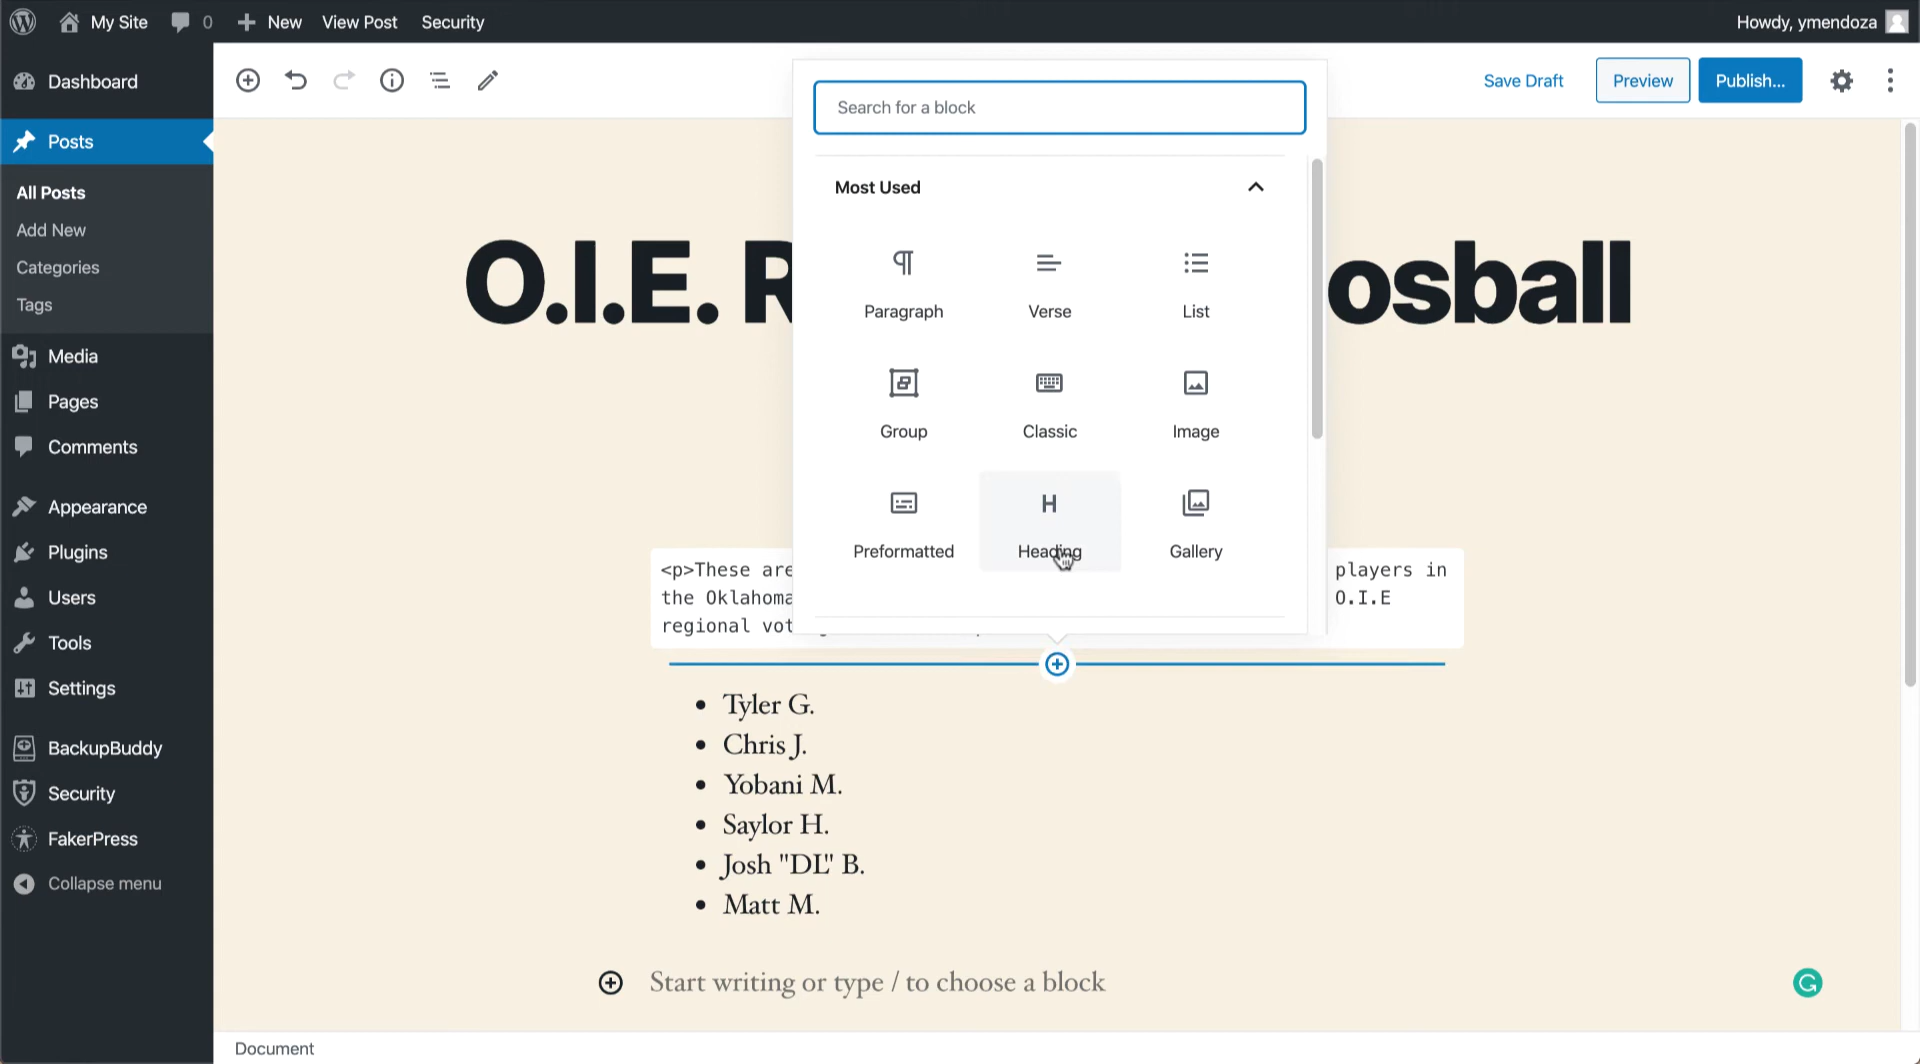 My Site 0 New View Post Security Howdy, ymendoza
Dashboard
Posts
All Posts
Add New
Categories
Tags
Media
Pages
Comments
Appearance
Plugins
Users
Tools
Settings
BackupBuddy
Security
FakerPress
Collapse menu
Save Draft Preview Publish...
Search for a block
Most Used
Paragraph Verse List
Group Classic Image
Preformatted Heading Gallery
O.I.E. R osball
<p>These are players in
the Oklahoma O.I.E
regional vot
• Tyler G.
• Chris J.
• Yobani M.
• Saylor H.
• Josh "DL" B.
• Matt M.
Start writing or type / to choose a block
Document